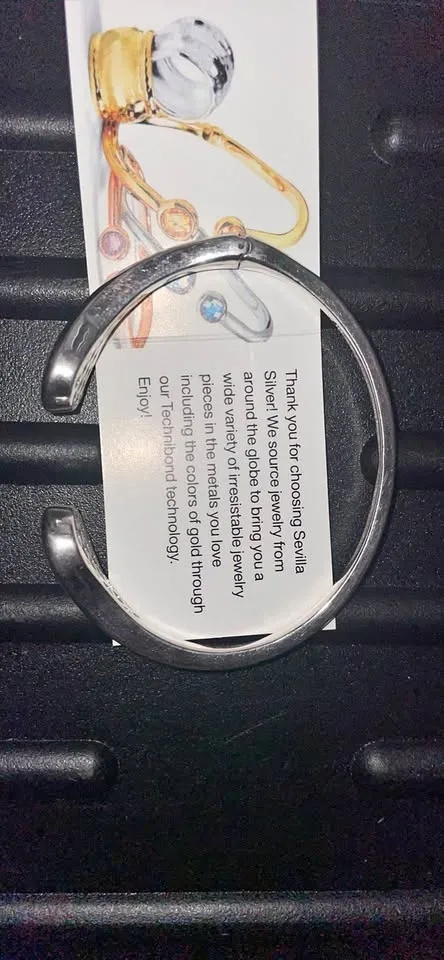 Thank you for choosing Sevilla
Silver! We source jewelry from
around the globe to bring you a
wide variety of irresistable jewelry
pieces in the metals you love
including the colors of gold through
our Technibond technology.
Enjoy!